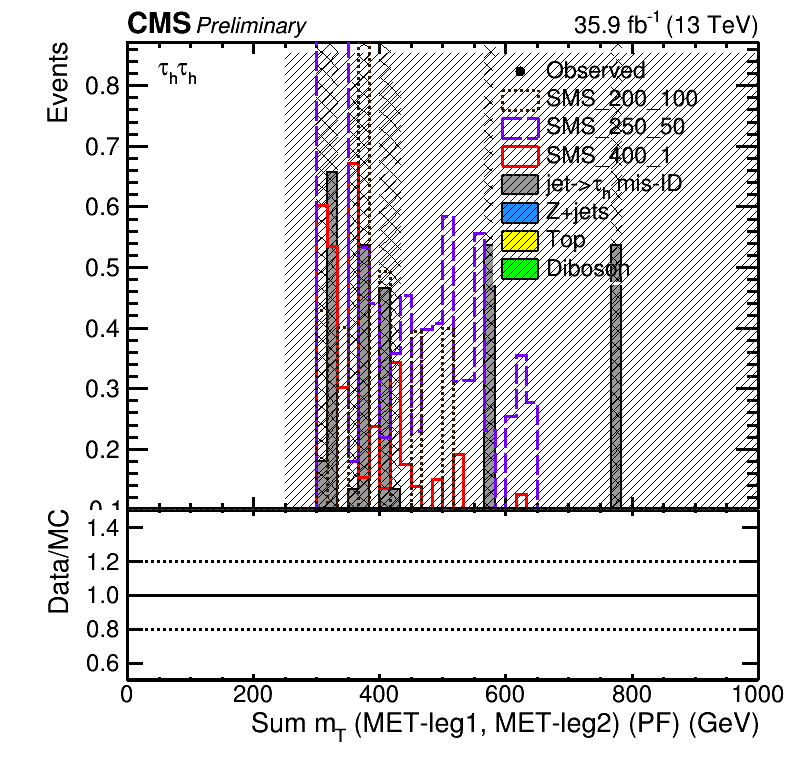 CMS Preliminary 35.9 fb⁻¹ (13 TeV)
Events
τhτh
Observed
SMS_200_100
SMS_250_50
SMS_400_1
jet->τh mis-ID
Z+jets
Top
Diboson
0.8
0.7
0.6
0.5
0.4
0.3
0.2
0.1
Data/MC
1.4
1.2
1.0
0.8
0.6
0 200 400 600 800 1000
Sum mT (MET-leg1, MET-leg2) (PF) (GeV)